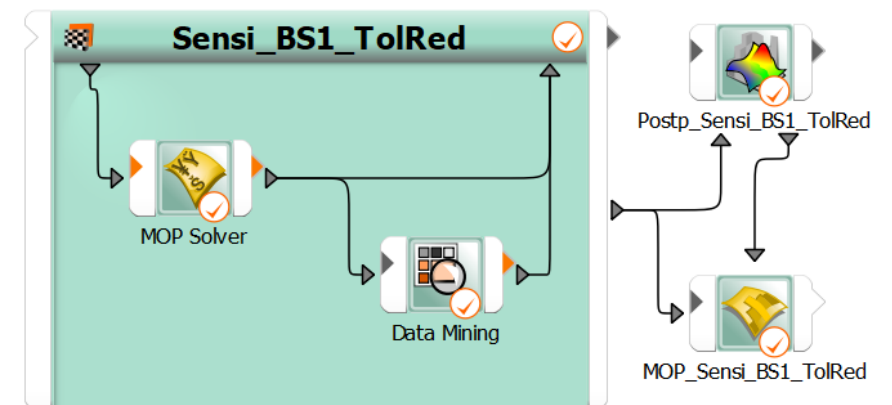 Sensi_BS1_TolRed
Postp_Sensi_BS1_TolRed
MOP Solver
Data Mining
MOP_Sensi_BS1_TolRed